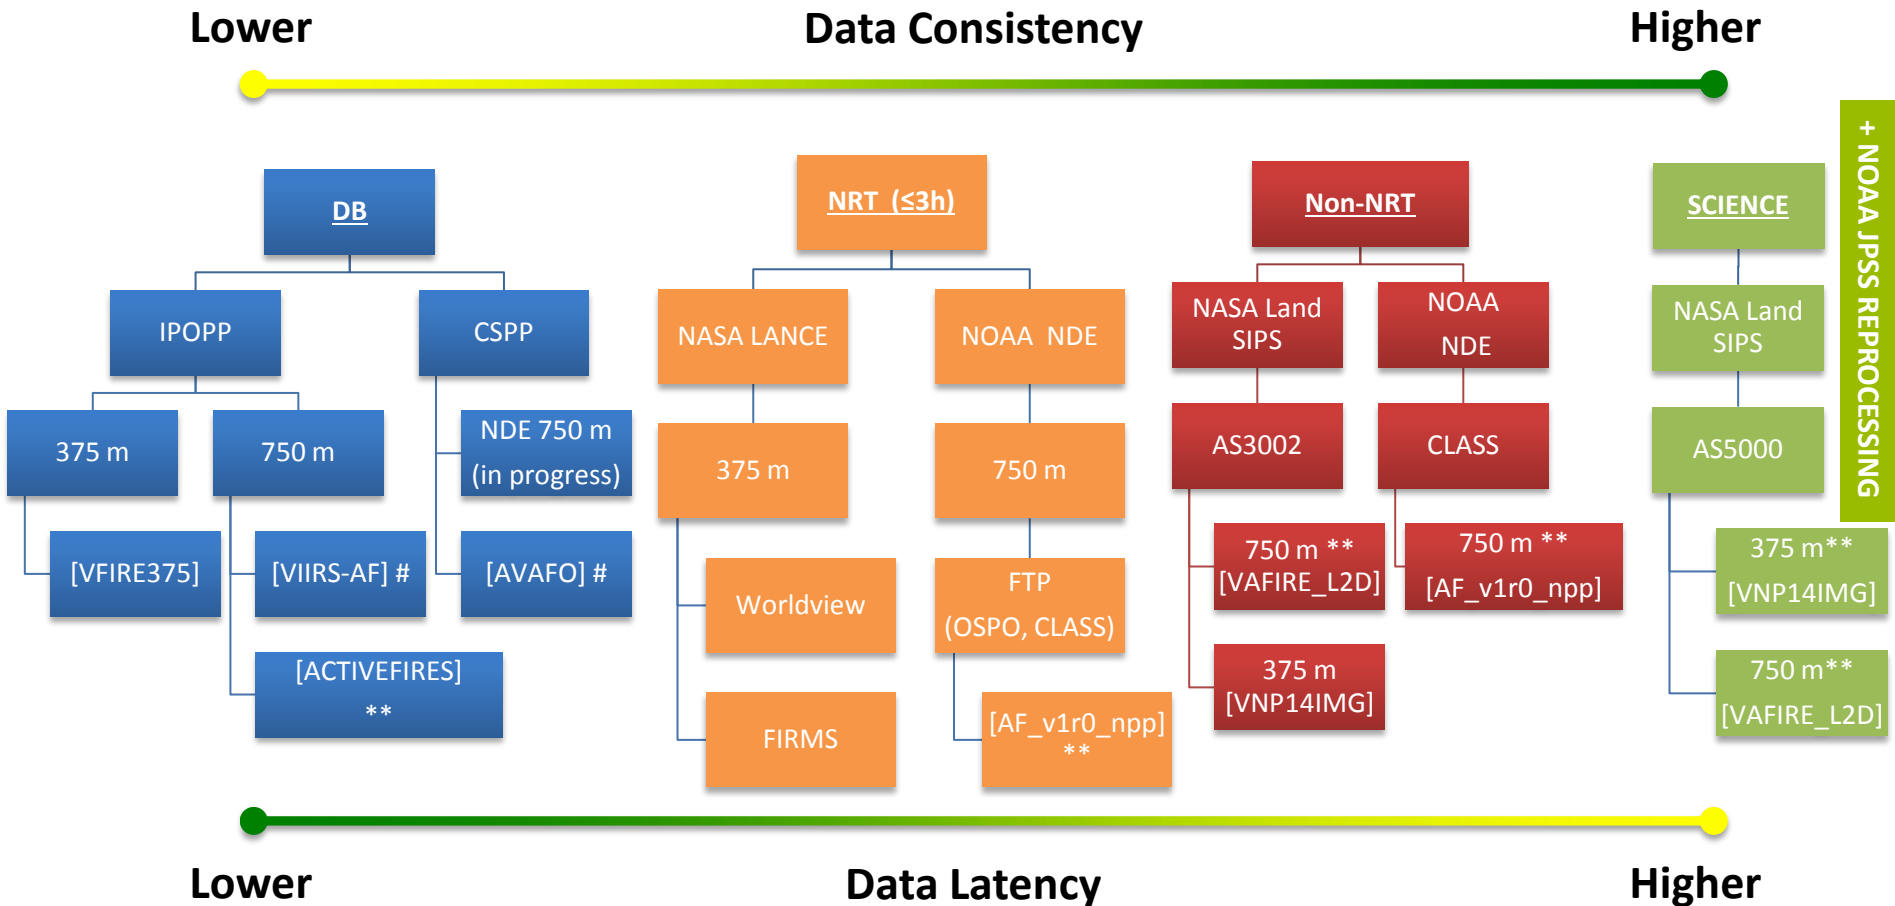 Lower
Data Consistency
Higher
+ NOAA JPSS REPROCESSING
DB
IPOPP
CSPP
375 m
750 m
NDE 750 m
(in progress)
[VFIRE375]
[VIIRS-AF] #
[AVAFO] #
[ACTIVEFIRES]
**
NRT (≤3h)
NASA LANCE
NOAA NDE
375 m
750 m
Worldview
FTP
(OSPO, CLASS)
FIRMS
[AF_v1r0_npp]
**
Non-NRT
NASA Land
SIPS
NOAA
NDE
AS3002
CLASS
750 m **
[VAFIRE_L2D]
750 m **
[AF_v1r0_npp]
375 m
[VNP14IMG]
SCIENCE
NASA Land
SIPS
AS5000
375 m**
[VNP14IMG]
750 m**
[VAFIRE_L2D]
Lower
Data Latency
Higher